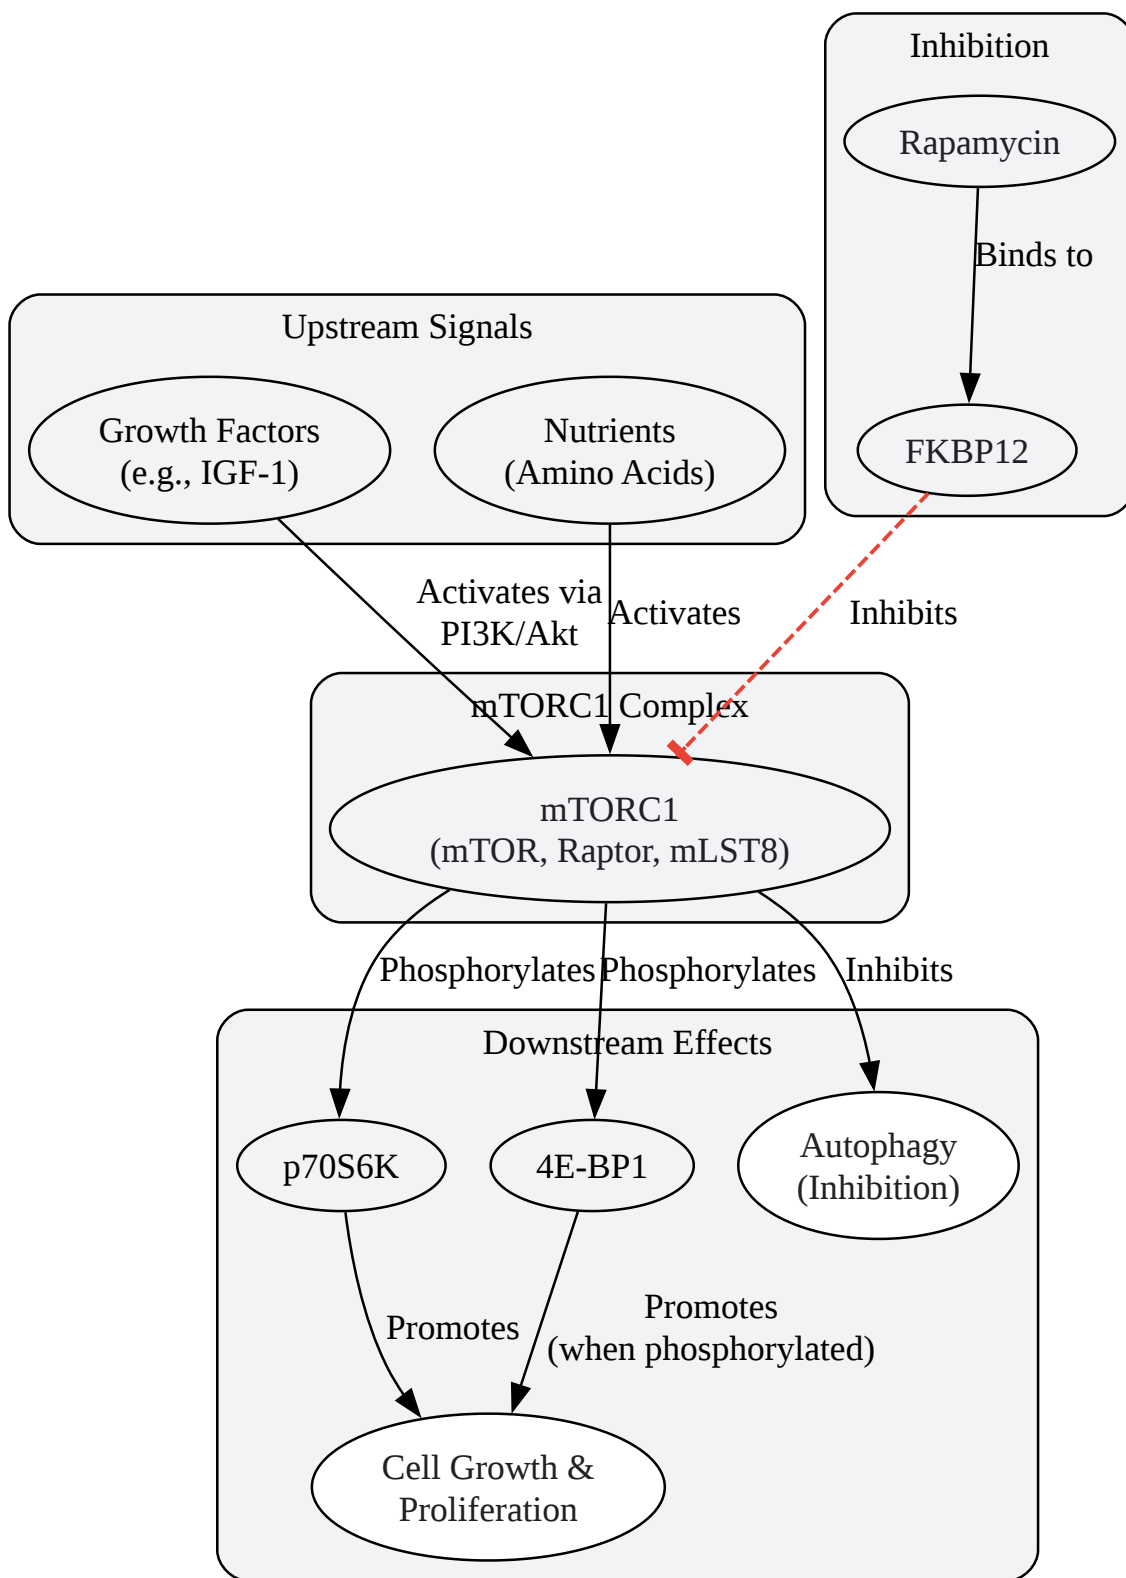 Inhibition
Rapamycin
Binds to
Upstream Signals
Growth Factors
(e.g., IGF-1)
Nutrients
(Amino Acids)
FKBP12
Activates via
PI3K/Akt
Activates
Inhibits
mTORC1 Complex
mTORC1
(mTOR, Raptor, mLST8)
Phosphorylates
Phosphorylates
Inhibits
Downstream Effects
p70S6K
4E-BP1
Autophagy
(Inhibition)
Promotes
Promotes
(when phosphorylated)
Cell Growth &
Proliferation